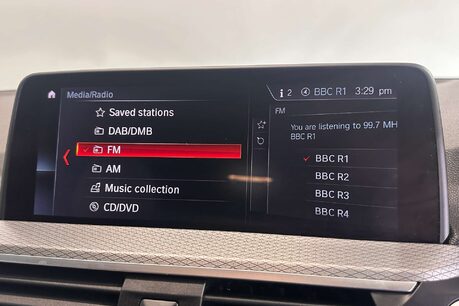 Media/Radio
i 2 BBC R1 3:29 pm
Saved stations
DAB/DMB
FM
AM
Music collection
CD/DVD
FM
You are listening to 99.7 MH
BBC R1
BBC R1
BBC R2
BBC R3
BBC R4